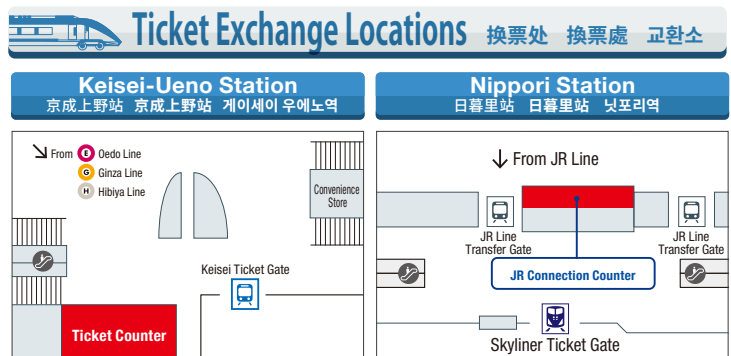 Ticket Exchange Locations 换票处 換票處 교환소
Keisei-Ueno Station
京成上野站 京成上野站 게이세이 우에노역
From E Oedo Line
G Ginza Line
H Hibiya Line
Convenience
Store
Keisei Ticket Gate
Ticket Counter
Nippori Station
日暮里站 日暮里站 닛포리역
From JR Line
JR Line
Transfer Gate
JR Line
Transfer Gate
JR Connection Counter
Skyliner Ticket Gate